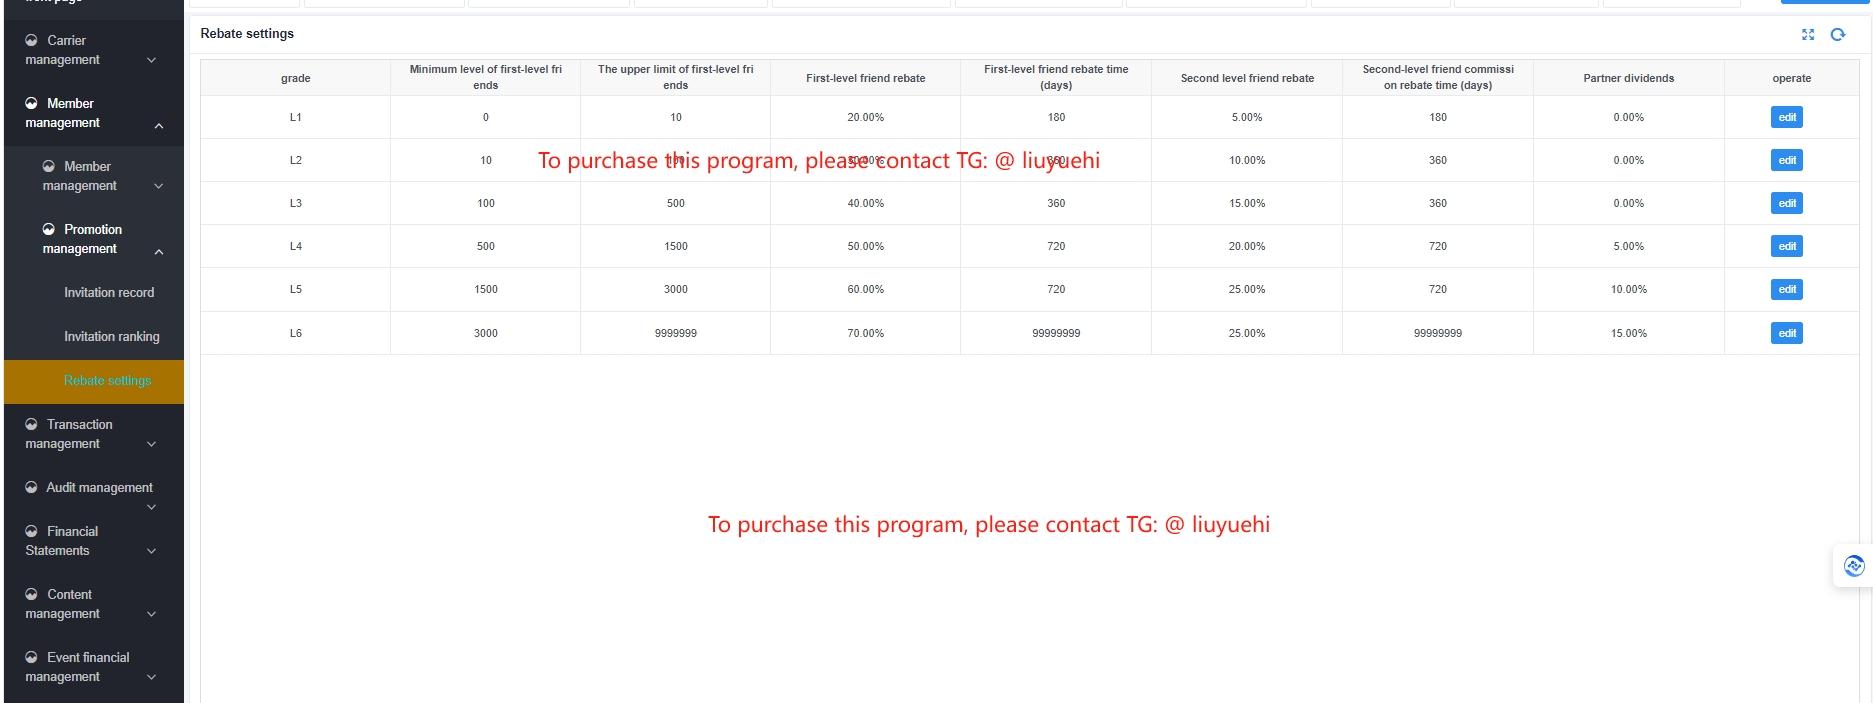 Rebate settings
Carrier
management
Member
management
Member
management
Promotion
management
Invitation record
Invitation ranking
Rebate settings
Transaction
management
Audit management
Financial
Statements
Content
management
Event financial
management
grade
Minimum level of first-level fri
ends
The upper limit of first-level fri
ends
First-level friend rebate
First-level friend rebate time
(days)
Second level friend rebate
Second-level friend commissi
on rebate time (days)
Partner dividends
operate
L1 0 10 20.00% 180 5.00% 180 0.00% edit
L2 10 10.00% 360 0.00% edit
To purchase this program, please contact TG: @ liuyuehi
L3 100 500 40.00% 360 15.00% 360 0.00% edit
L4 500 1500 50.00% 720 20.00% 720 5.00% edit
L5 1500 3000 60.00% 720 25.00% 720 10.00% edit
L6 3000 9999999 70.00% 99999999 25.00% 99999999 15.00% edit
To purchase this program, please contact TG: @ liuyuehi